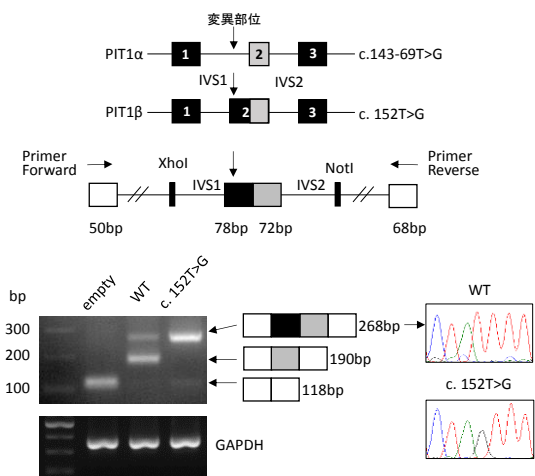 変異部位
PIT1α 1 2 3 c.143-69T>G
IVS1 IVS2
PIT1β 1 2 3 c. 152T>G
Primer Forward
XhoI
IVS1
IVS2
NotI
Primer Reverse
50bp 78bp 72bp 68bp
bp
empty
WT
c. 152T>G
300
200
100
268bp
190bp
118bp
GAPDH
WT
c. 152T>G